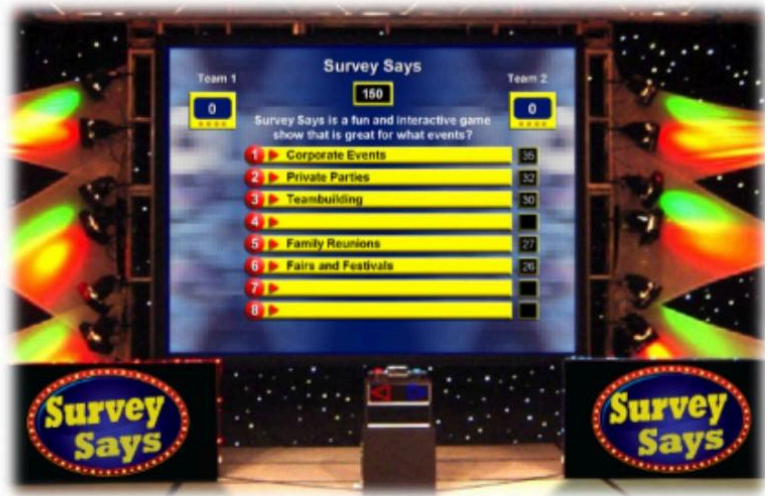 Survey Says
Team 1
150
Team 2
0
0
Survey Says is a fun and interactive game
show that is great for what events?
1 Corporate Events 35
2 Private Parties 32
3 Teambuilding 30
4
5 Family Reunions 27
6 Fairs and Festivals 26
7
8
Survey
Says
Survey
Says